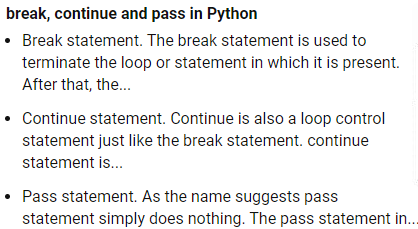 break, continue and pass in Python
• Break statement. The break statement is used to
terminate the loop or statement in which it is present.
After that, the...
• Continue statement. Continue is also a loop control
statement just like the break statement. continue
statement is...
• Pass statement. As the name suggests pass
statement simply does nothing. The pass statement in...